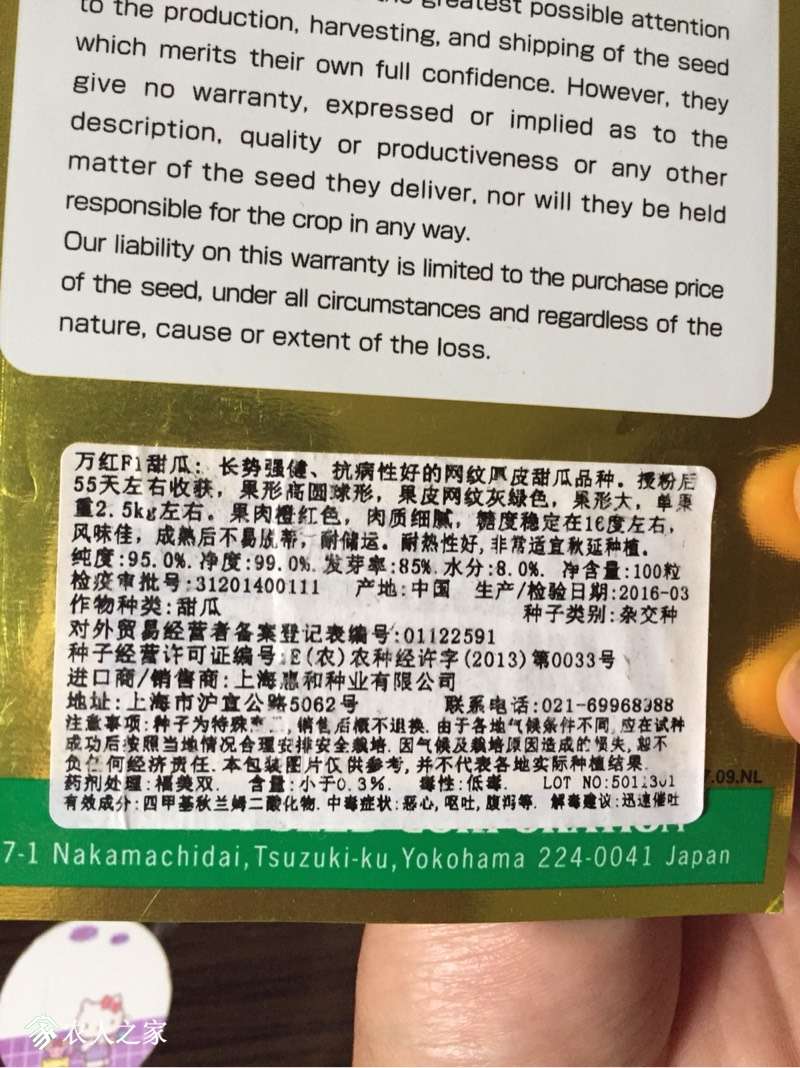 greatest possible attention
to the production, harvesting, and shipping of the seed
which merits their own full confidence. However, they
give no warranty, expressed or implied as to the
description, quality or productiveness or any other
matter of the seed they deliver, nor will they be held
responsible for the crop in any way.
Our liability on this warranty is limited to the purchase price
of the seed, under all circumstances and regardless of the
nature, cause or extent of the loss.
万红F1甜瓜: 长势强健、抗病性好的网纹厚皮甜瓜品种。授粉后
55天左右收获, 果形高圆球形, 果皮网纹灰绿色, 果形大, 单果
重2.5kg左右。果肉橙红色, 肉质细腻, 糖度稳定在16度左右,
风味佳, 成熟后不易脱蒂, 耐储运。耐热性好, 非常适宜秋延种植。
纯度:95.0%. 净度:99.0%. 发芽率:85%. 水分:8.0%. 净含量:100粒
检疫审批号:31201400111 产地:中国 生产/检验日期:2016-03
作物种类:甜瓜 种子类别:杂交种
对外贸易经营者备案登记表编号:01122591
种子经营许可证编号:E(农)农种经许字(2013)第0033号
进口商/销售商:上海惠和种业有限公司
地址:上海市沪宜公路5062号 联系电话:021-69968988
注意事项:种子为特殊 , 销售后概不退换. 由于各地气候条件不同, 应在试种
成功后按照当地情况合理安排安全栽培. 因气候及栽培原因造成的损失, 恕不
负任何经济责任. 本包装图片仅供参考, 并不代表各地实际种植结果.
药剂处理:福美双. 含量:小于0.3%. 毒性:低毒. LOT NO:
有效成分:四甲基秋兰姆二酸化物. 中毒症状:恶心, 呕吐, 腹泻等. 解毒建议:迅速催吐
7.09.NL
7-1 Nakamachidai,Tsuzuki-ku,Yokohama 224-0041 Japan
农人之家